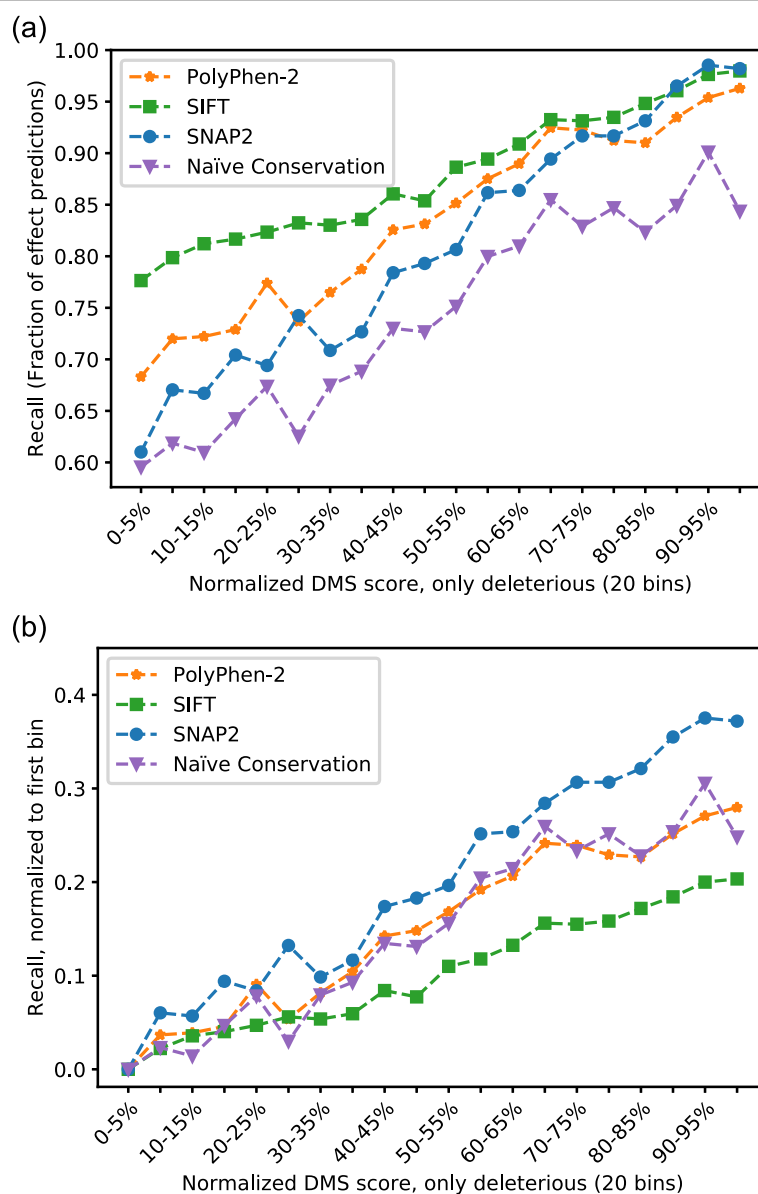 (a)
1.00
0.95
0.90
0.85
0.80
0.75
0.70
0.65
0.60
Recall (Fraction of effect predictions)
PolyPhen-2
SIFT
SNAP2
Naïve Conservation
0-5%
10-15%
20-25%
30-35%
40-45%
50-55%
60-65%
70-75%
80-85%
90-95%
Normalized DMS score, only deleterious (20 bins)
(b)
0.4
0.3
0.2
0.1
0.0
Recall, normalized to first bin
PolyPhen-2
SIFT
SNAP2
Naïve Conservation
0-5%
10-15%
20-25%
30-35%
40-45%
50-55%
60-65%
70-75%
80-85%
90-95%
Normalized DMS score, only deleterious (20 bins)